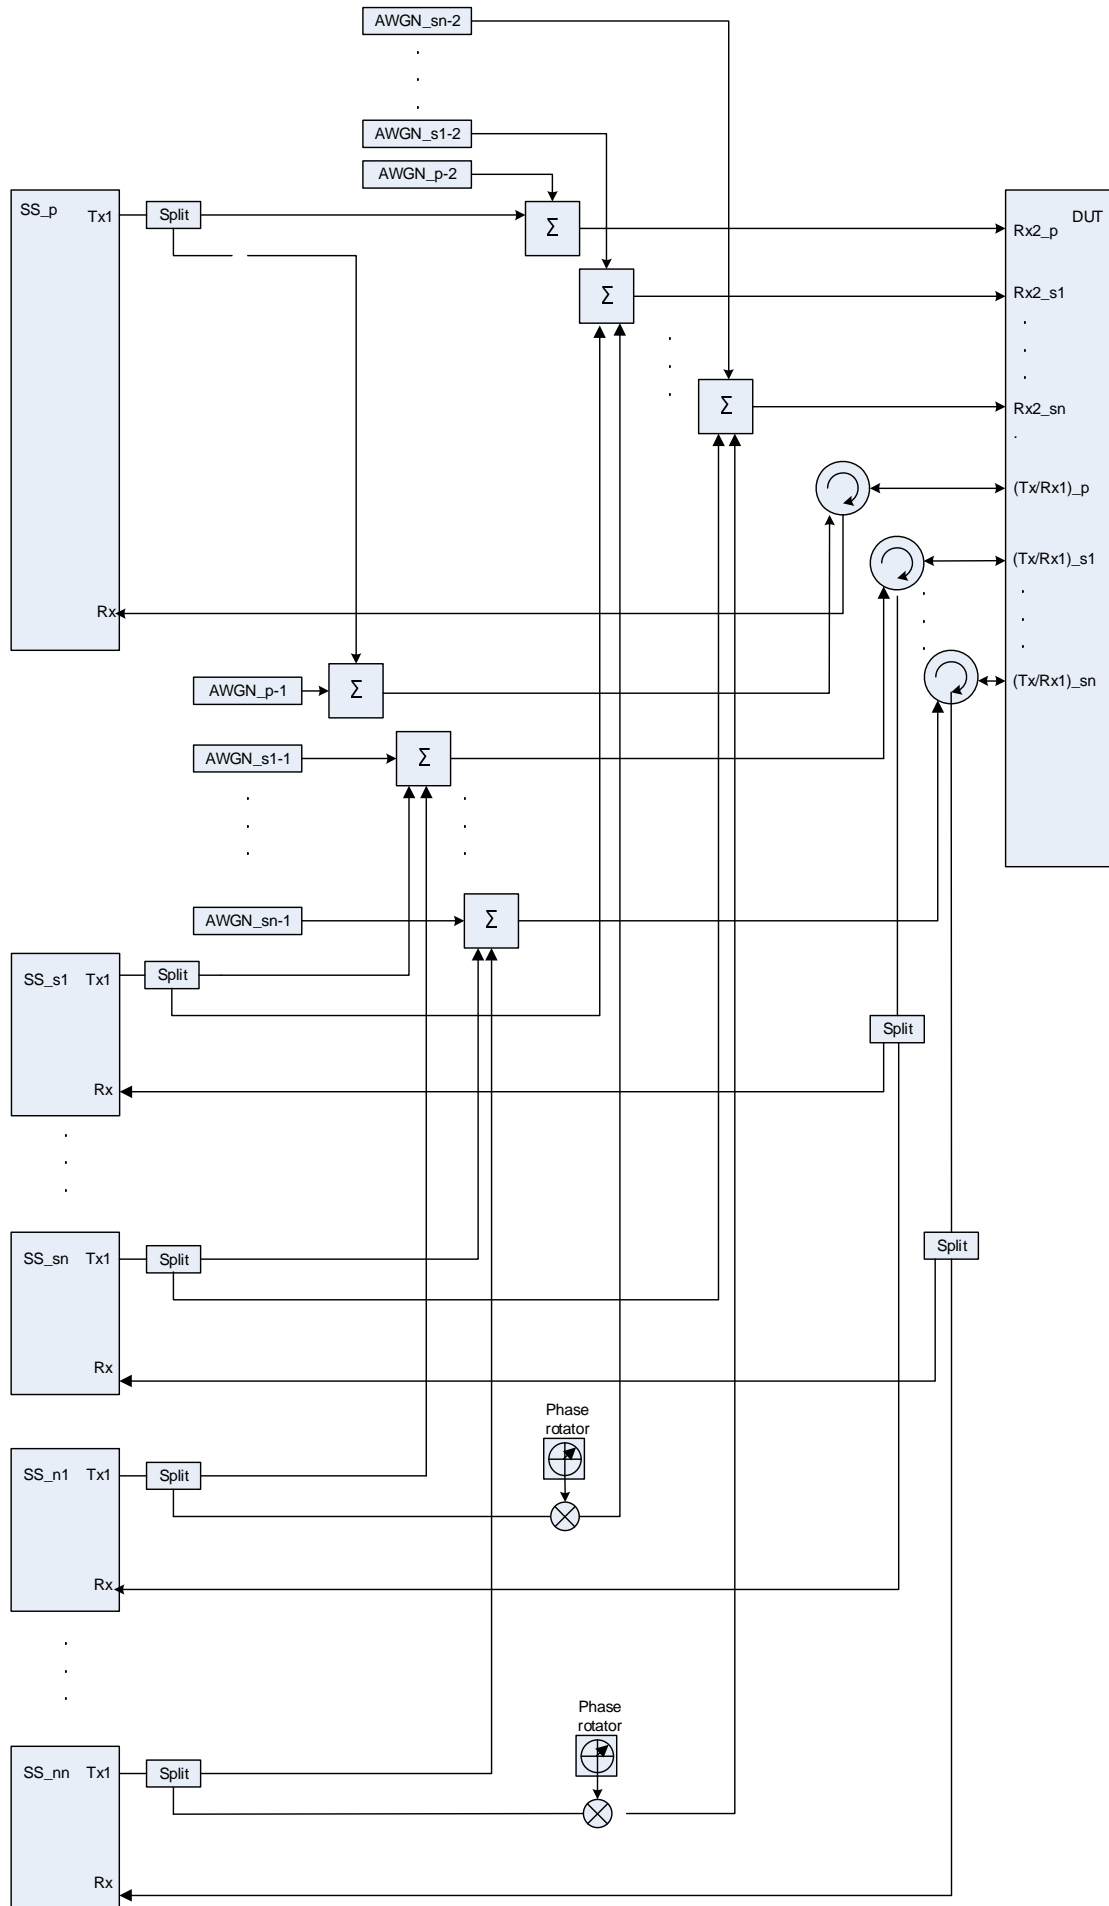 AWGN_sn-2
AWGN_s1-2
AWGN_p-2
SS_p
Tx1
Split
Σ
DUT
Rx2_p
Σ
Rx2_s1
Σ
Rx2_sn
(Tx/Rx1)_p
(Tx/Rx1)_s1
Rx
(Tx/Rx1)_sn
AWGN_p-1
Σ
AWGN_s1-1
Σ
AWGN_sn-1
Σ
SS_s1
Tx1
Split
Split
Rx
SS_sn
Tx1
Split
Split
Rx
Phase
rotator
SS_n1
Tx1
Split
Rx
Phase
rotator
SS_nn
Tx1
Split
Rx